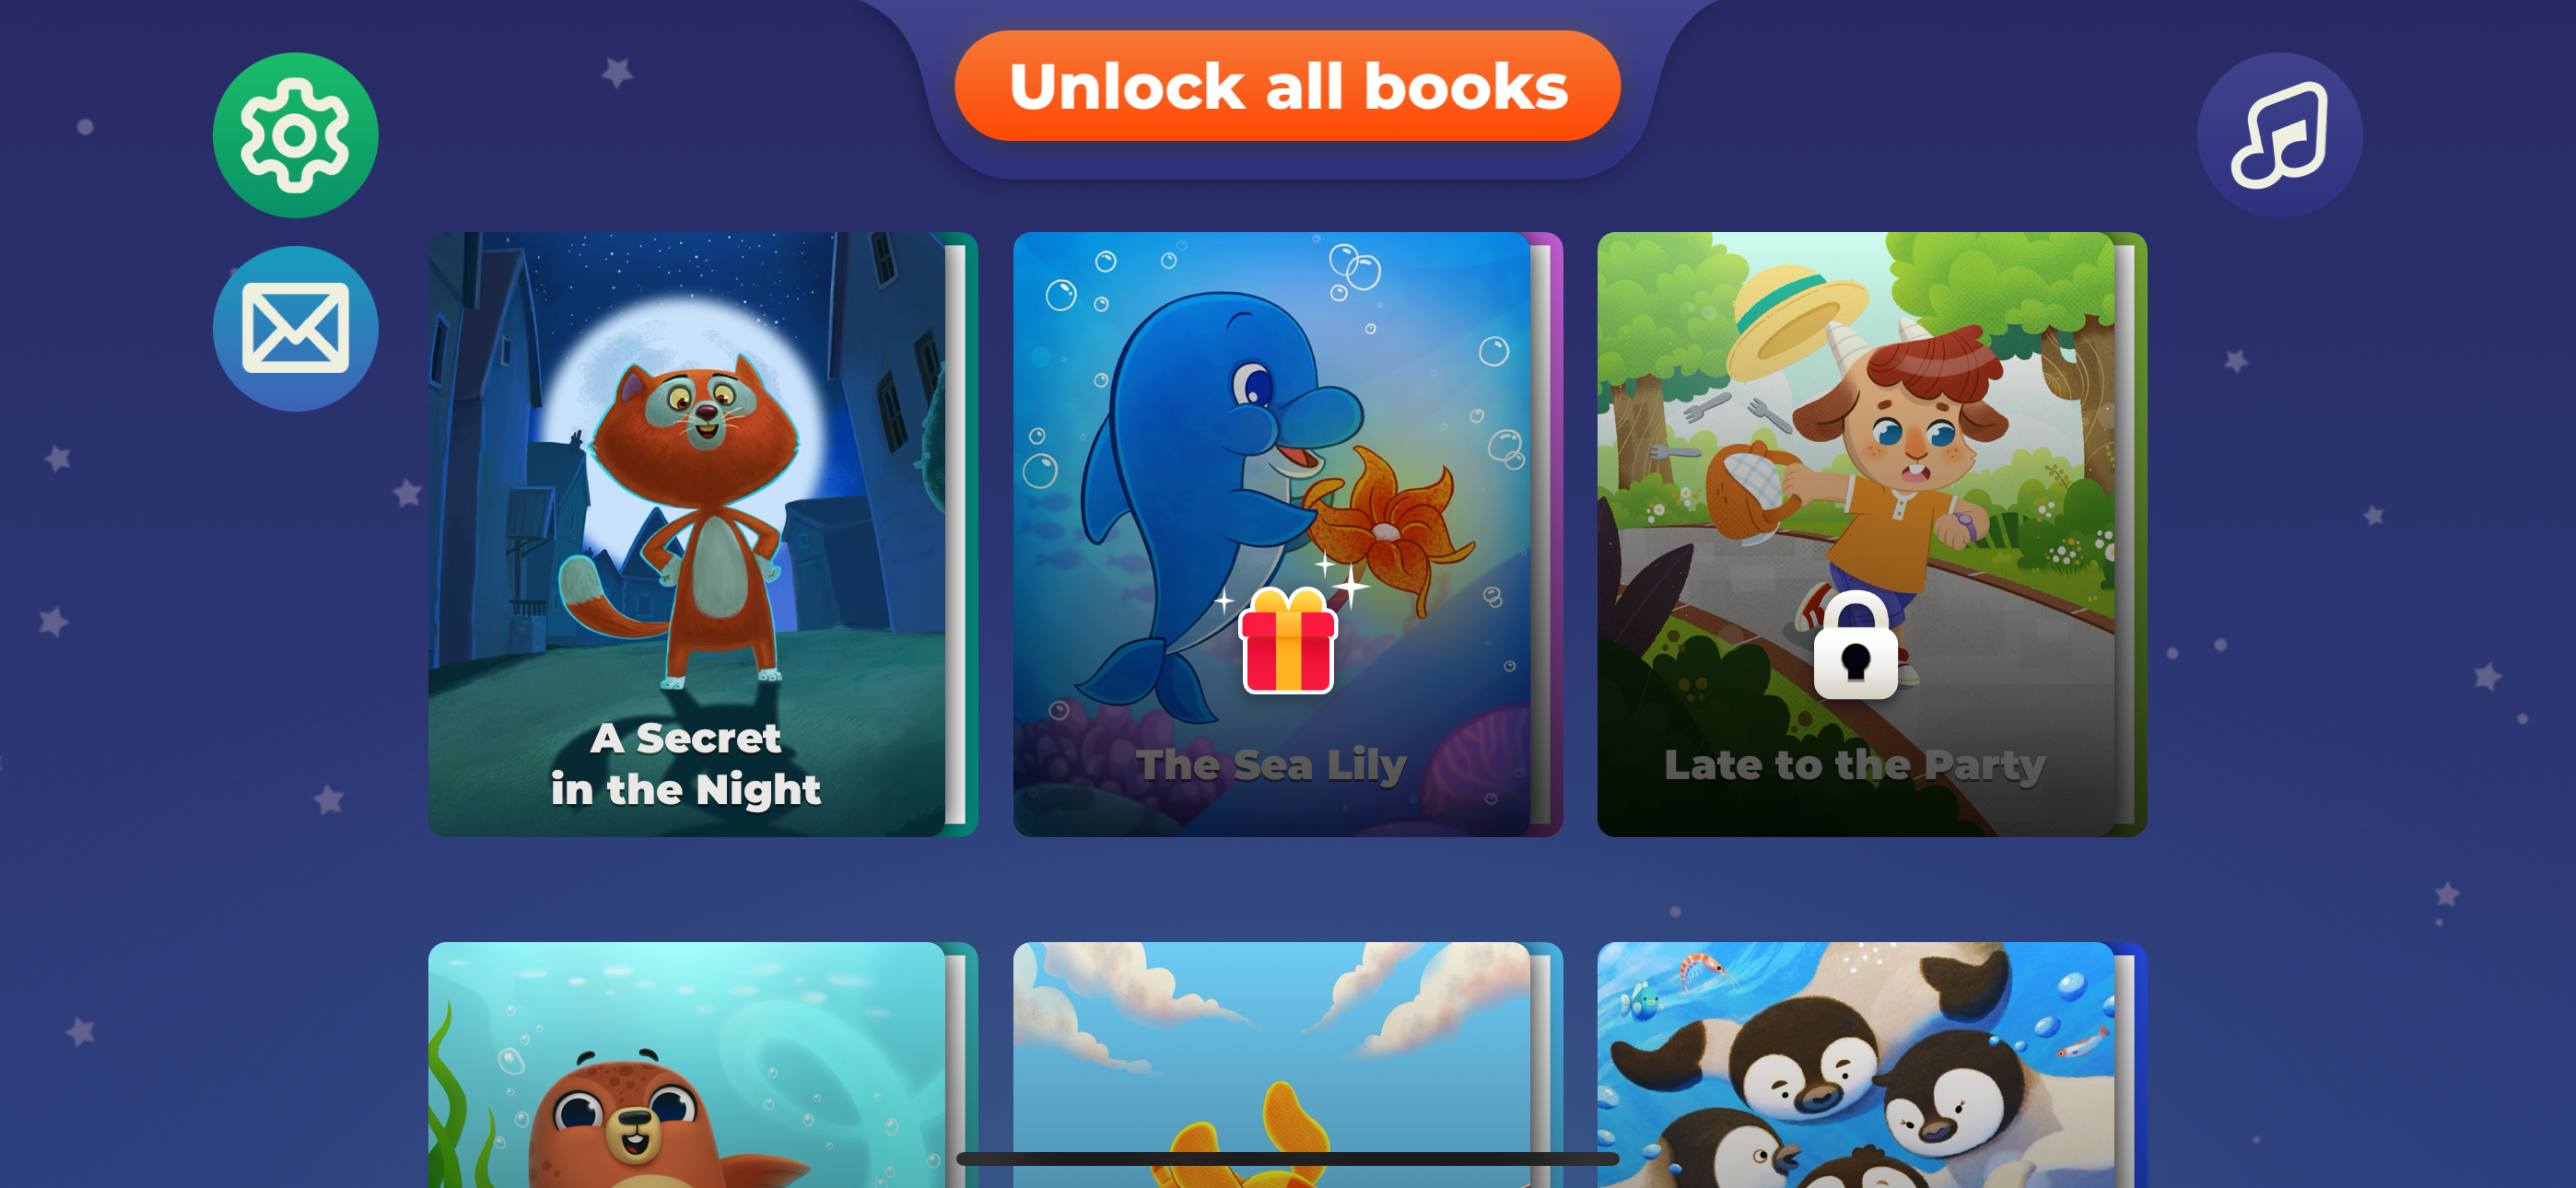 Unlock all books
A Secret
in the Night
The Sea Lily
Late to the Party